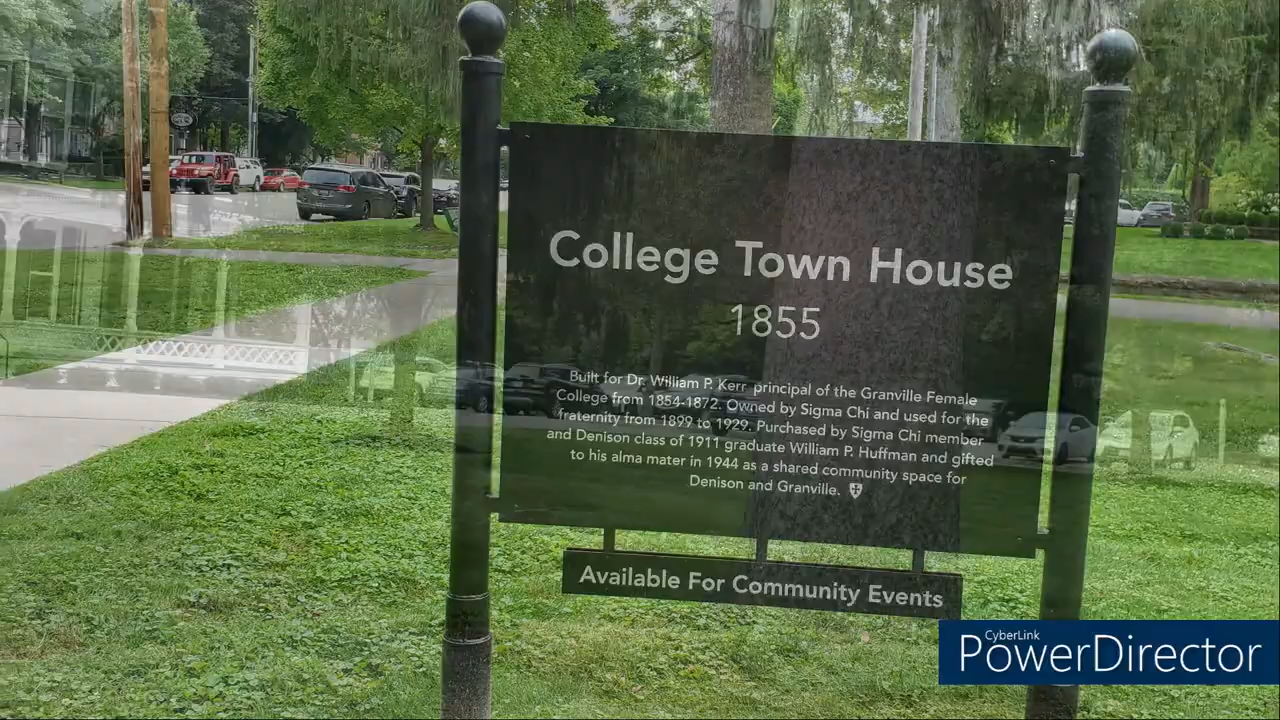 College Town House
1855
Built for Dr. William P. Kerr principal of the Granville Female
College from 1854-1872. Owned by Sigma Chi and used for the
fraternity from 1899 to 1929. Purchased by Sigma Chi member
and Denison class of 1911 graduate William P. Huffman and gifted
to his alma mater in 1944 as a shared community space for
Denison and Granville.
Available For Community Events
CyberLink
PowerDirector